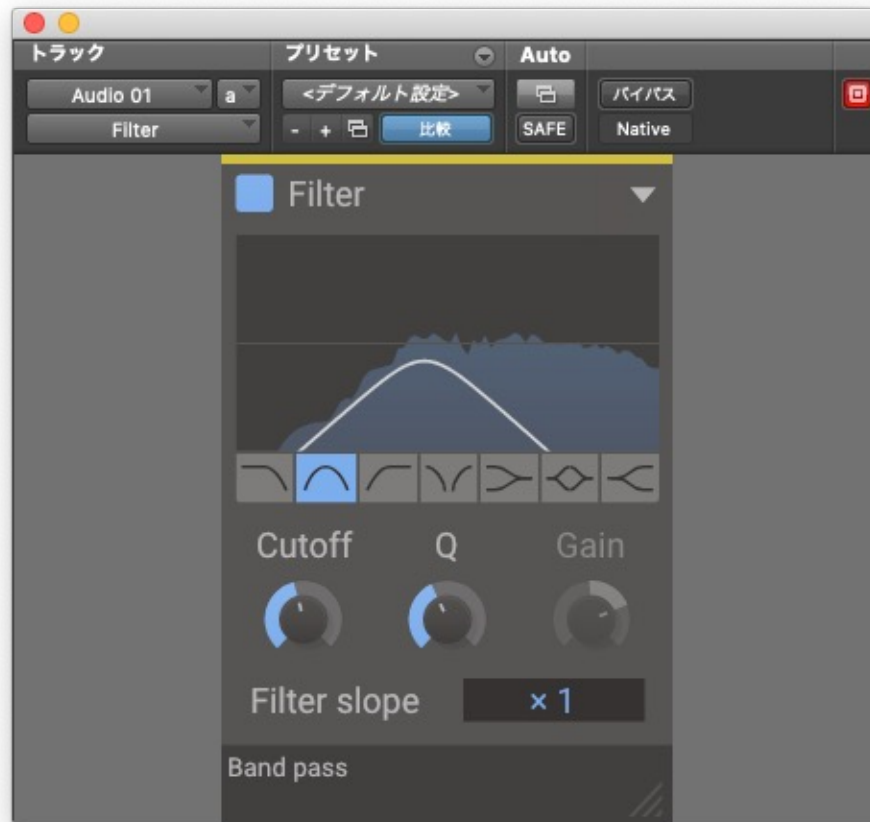 トラック プリセット Auto
Audio 01 a <デフォルト設定> バイパス
Filter - + 比較 SAFE Native
Filter
Cutoff Q Gain
Filter slope × 1
Band pass